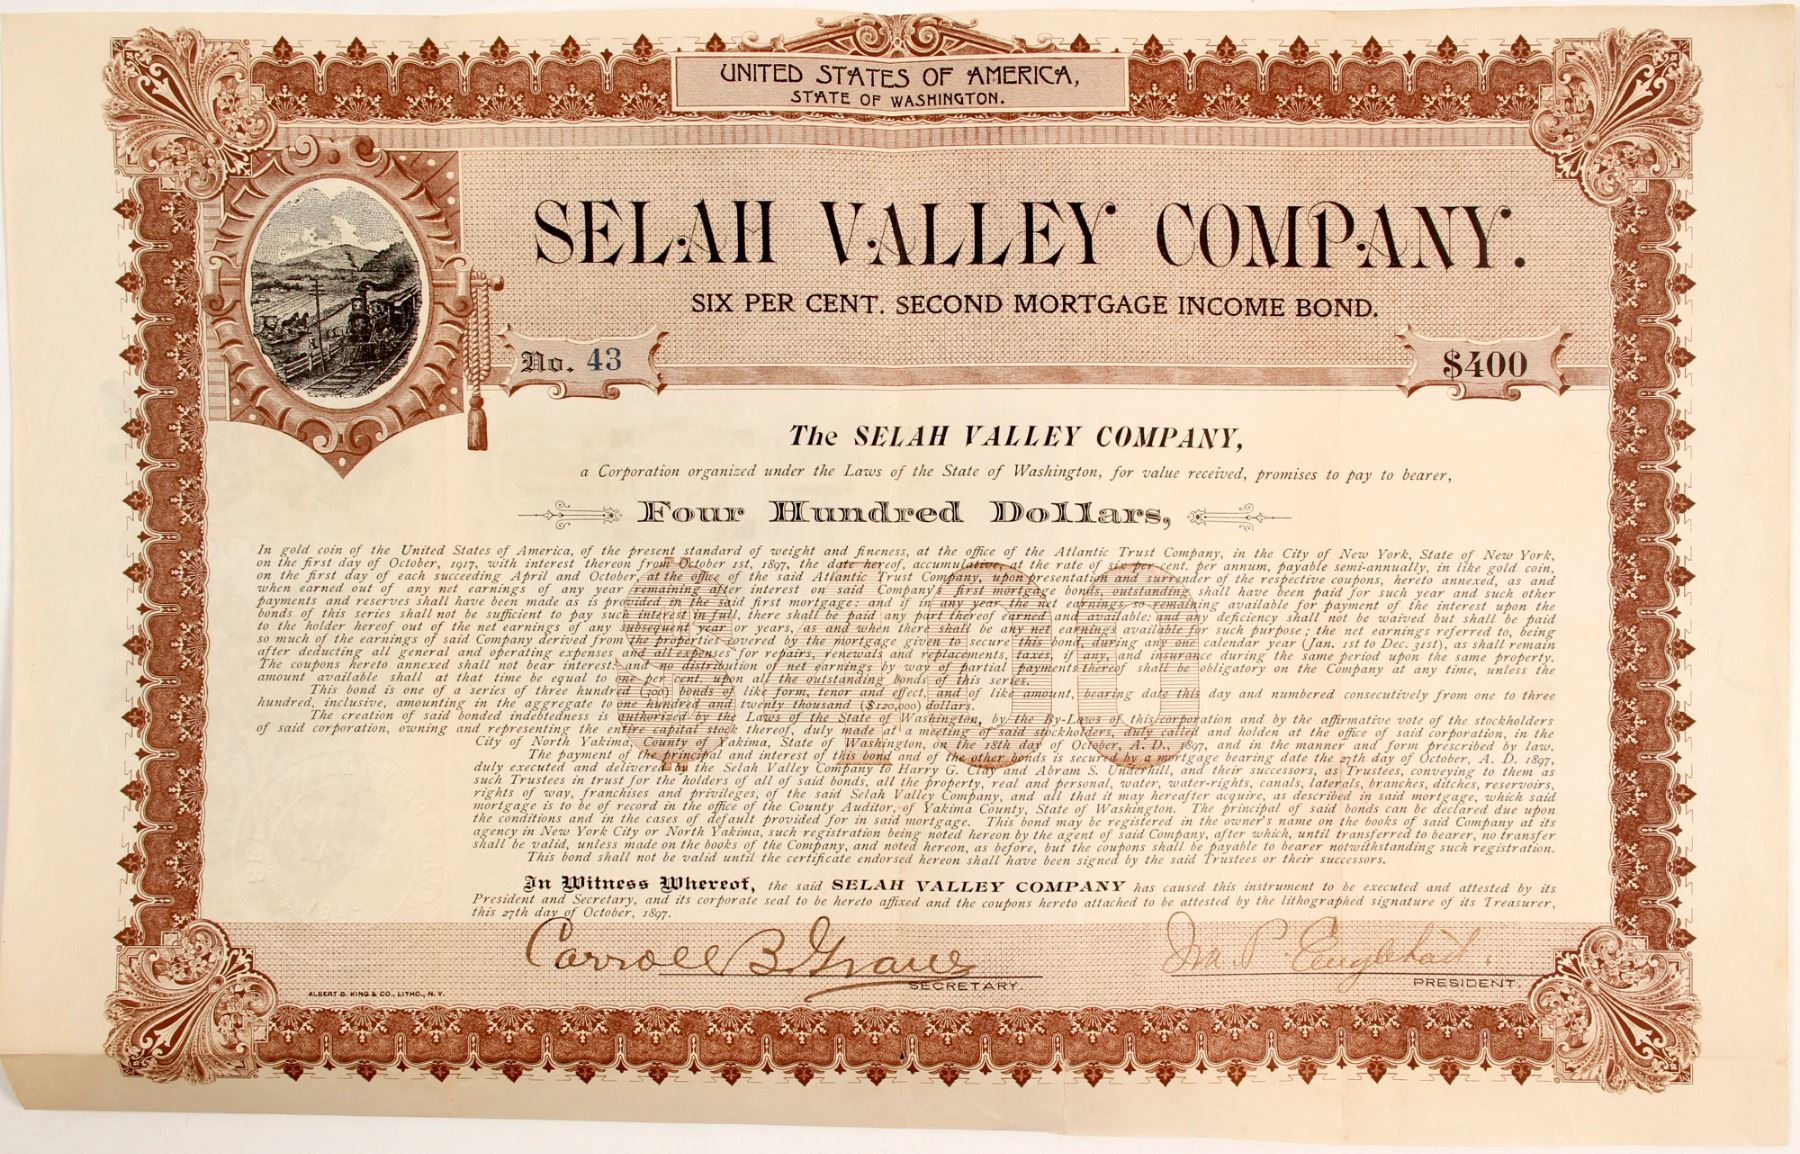 UNITED STATES OF AMERICA,
STATE OF WASHINGTON.
SELAH VALLEY COMPANY.
SIX PER CENT. SECOND MORTGAGE INCOME BOND.
No. 43
$400
The SELAH VALLEY COMPANY,
a Corporation organized under the Laws of the State of Washington, for value received, promises to pay to bearer,
Four Hundred Dollars,
In gold coin of the United States of America, of the present standard of weight and fineness, at the office of the Atlantic Trust Company, in the City of New York, State of New York,
on the first day of October, 1917, with interest thereon from October 1st, 1897, the date hereof, accumulative, at the rate of six per cent. per annum, payable semi-annually, in like gold coin,
on the first day of each succeeding April and October, at the office of the said Atlantic Trust Company, upon presentation and surrender of the respective coupons, hereto annexed, as and
when earned out of any net earnings of any year remaining after interest on said Company's first mortgage bonds, outstanding shall have been paid for such year and such other
payments and reserves shall have been made as is provided in the said first mortgage: and if in any year the net earnings so remaining available for payment of the interest upon the
bonds of this series shall not be sufficient to pay such interest in full, there shall be paid any part thereof earned and available: and any deficiency shall not be waived but shall be paid
to the holder hereof out of the net earnings of any subsequent year or years, as and when there shall be any net earnings available for such purpose; the net earnings referred to, being
so much of the earnings of said Company derived from the properties covered by the mortgage given to secure this bond, during any one calendar year (Jan. 1st to Dec. 31st), as shall remain
after deducting all general and operating expenses and all expenses for repairs, renewals and replacements, taxes, if any, and insurance during the same period upon the same property.
The coupons hereto annexed shall not bear interest: and no distribution of net earnings by way of partial payments thereof shall be obligatory on the Company at any time, unless the
amount available shall at that time be equal to one per cent. upon all the outstanding bonds of this series.
This bond is one of a series of three hundred (300) bonds of like form, tenor and effect, and of like amount, bearing date this day and numbered consecutively from one to three
hundred, inclusive, amounting in the aggregate to one hundred and twenty thousand ($120,000) dollars.
The creation of said bonded indebtedness is authorized by the Laws of the State of Washington, by the By-Laws of this corporation and by the affirmative vote of the stockholders
of said corporation, owning and representing the entire capital stock thereof, duly made at a meeting of said stockholders, duly called and holden at the office of said corporation, in the
City of North Yakima, County of Yakima, State of Washington, on the 18th day of October, A. D., 1897, and in the manner and form prescribed by law.
The payment of the principal and interest of this bond and of the other bonds is secured by a mortgage bearing date the 27th day of October, A. D. 1897,
duly executed and delivered by the Selah Valley Company to Harry G. Clay and Abram S. Underhill, and their successors, as Trustees, conveying to them as
such Trustees in trust for the holders of all of said bonds, all the property, real and personal, water, water-rights, canals, laterals, branches, ditches, reservoirs,
rights of way, franchises and privileges, of the said Selah Valley Company, and all that it may hereafter acquire, as described in said mortgage, which said
mortgage is to be of record in the office of the County Auditor, of Yakima County, State of Washington. The principal of said bonds can be declared due upon
the conditions and in the cases of default provided for in said mortgage. This bond may be registered in the owner's name on the books of said Company at its
agency in New York City or North Yakima, such registration being noted hereon by the agent of said Company, after which, until transferred to bearer, no transfer
shall be valid, unless made on the books of the Company, and noted hereon, as before, but the coupons shall be payable to bearer notwithstanding such registration.
This bond shall not be valid until the certificate endorsed hereon shall have been signed by the said Trustees or their successors.
$400
In Witness Whereof, the said SELAH VALLEY COMPANY has caused this instrument to be executed and attested by its
President and Secretary, and its corporate seal to be hereto affixed and the coupons hereto attached to be attested by the lithographed signature of its Treasurer,
this 27th day of October, 1897.
Carroll B. Graves
SECRETARY.
Ira P. Englehart.
PRESIDENT.
ALBERT B. KING & CO., LITHO., N. Y.